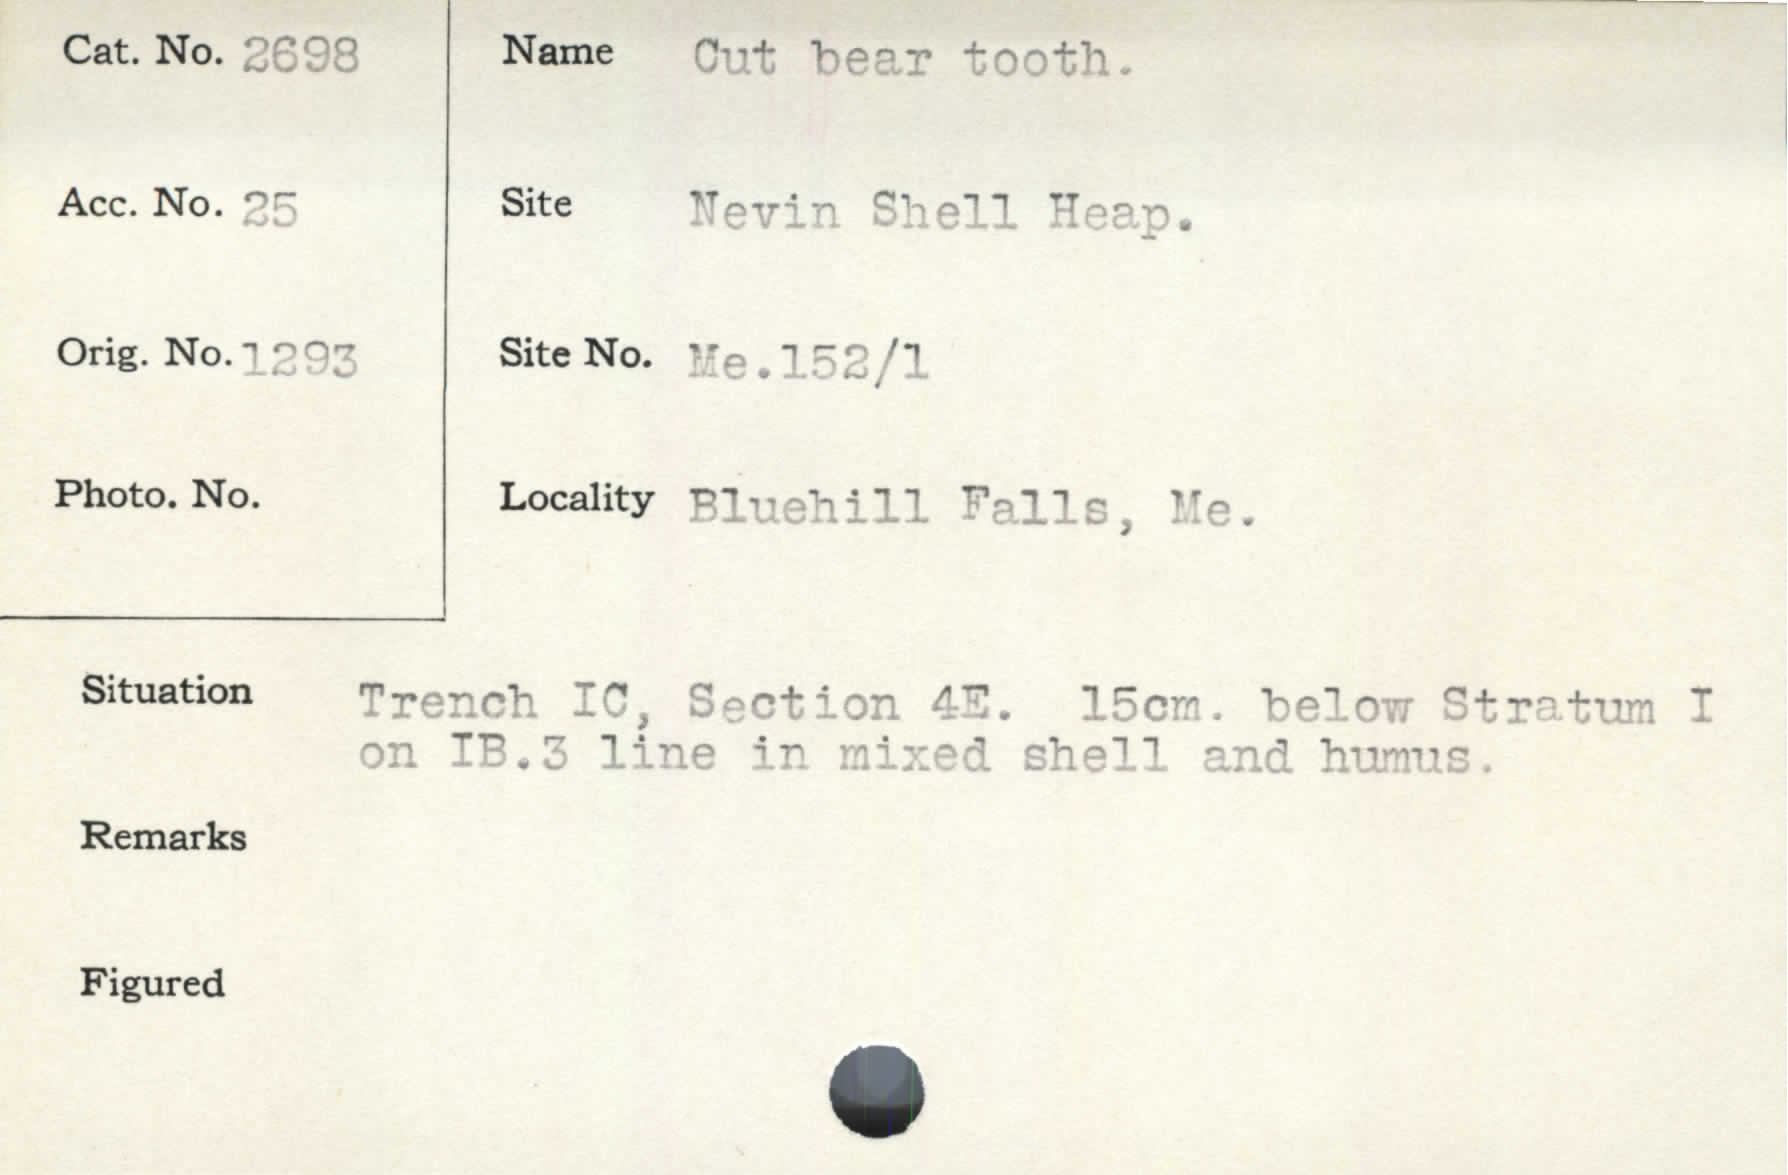 Cat. No. 2698
Acc. No. 25
Orig. No. 1293
Photo. No.
Name Cut bear tooth.
Site Nevin Shell Heap.
Site No. Me.152/1
Locality Bluehill Falls, Me.
Situation Trench IC, Section 4E. 15cm. below Stratum I
on IB.3 line in mixed shell and humus.
Remarks
Figured